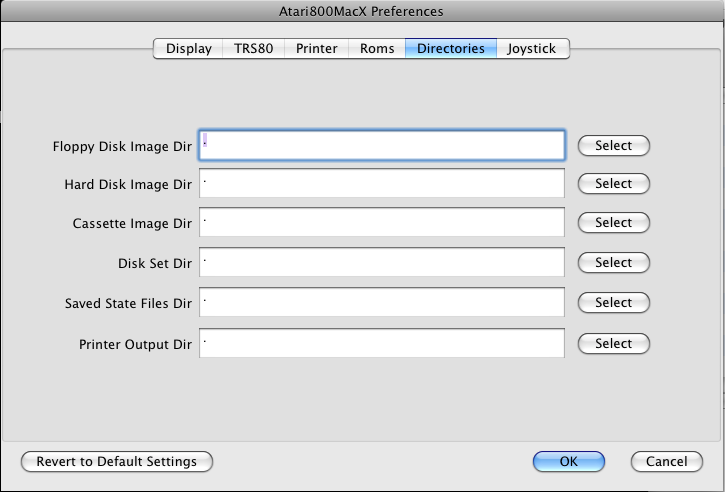 Atari800MacX Preferences
Display TRS80 Printer Roms Directories Joystick
Floppy Disk Image Dir . Select
Hard Disk Image Dir . Select
Cassette Image Dir . Select
Disk Set Dir . Select
Saved State Files Dir . Select
Printer Output Dir . Select
Revert to Default Settings OK Cancel